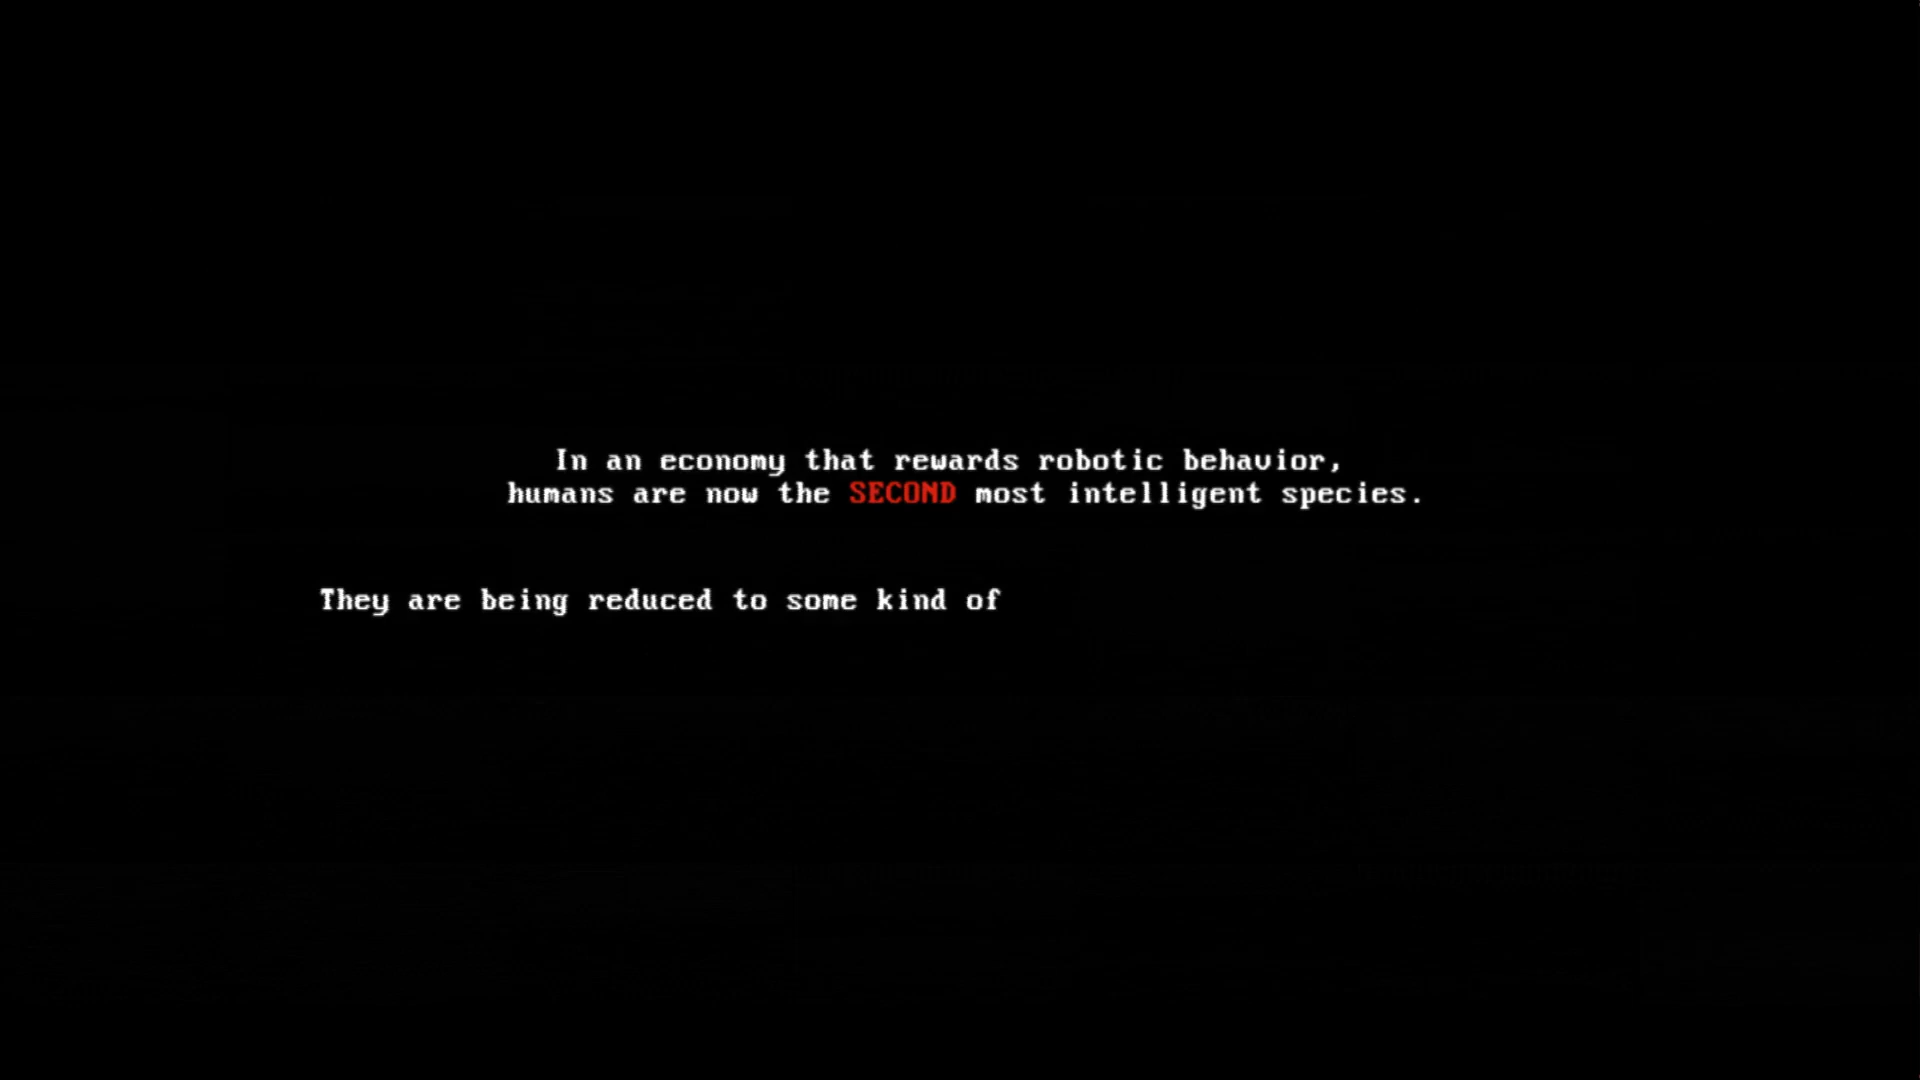 In an economy that rewards robotic behavior,
humans are now the SECOND most intelligent species.
They are being reduced to some kind of